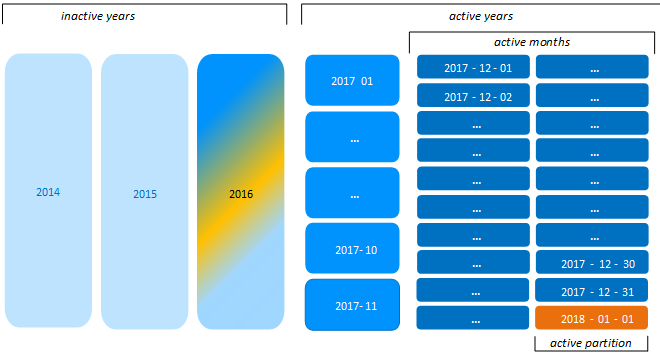 inactive years
active years
active months
2014
2015
2016
2017 01
...
...
2017-10
2017-11
2017 - 12 - 01
...
2017 - 12 - 02
...
...
...
...
...
...
...
...
...
...
...
...
2017 - 12 - 30
...
2017 - 12 - 31
...
2018 - 01 - 01
active partition